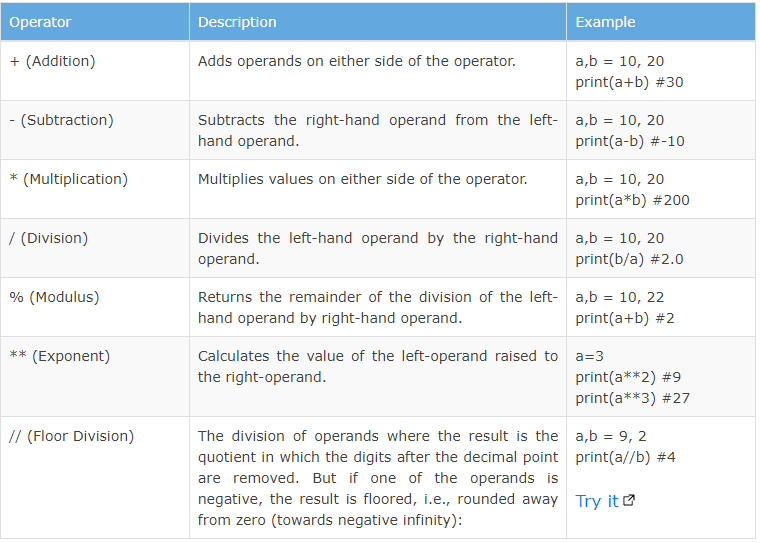 Operator Description Example
+ (Addition) Adds operands on either side of the operator. a,b = 10, 20
print(a+b) #30
- (Subtraction) Subtracts the right-hand operand from the left- a,b = 10, 20
hand operand. print(a-b) #-10
* (Multiplication) Multiplies values on either side of the operator. a,b = 10, 20
print(a*b) #200
/ (Division) Divides the left-hand operand by the right-hand a,b = 10, 20
operand. print(b/a) #2.0
% (Modulus) Returns the remainder of the division of the left- a,b = 10, 22
hand operand by right-hand operand. print(a+b) #2
** (Exponent) Calculates the value of the left-operand raised to a=3
the right-operand. print(a**2) #9
print(a**3) #27
// (Floor Division) The division of operands where the result is the a,b = 9, 2
quotient in which the digits after the decimal point print(a//b) #4
are removed. But if one of the operands is
negative, the result is floored, i.e., rounded away Try it
from zero (towards negative infinity):